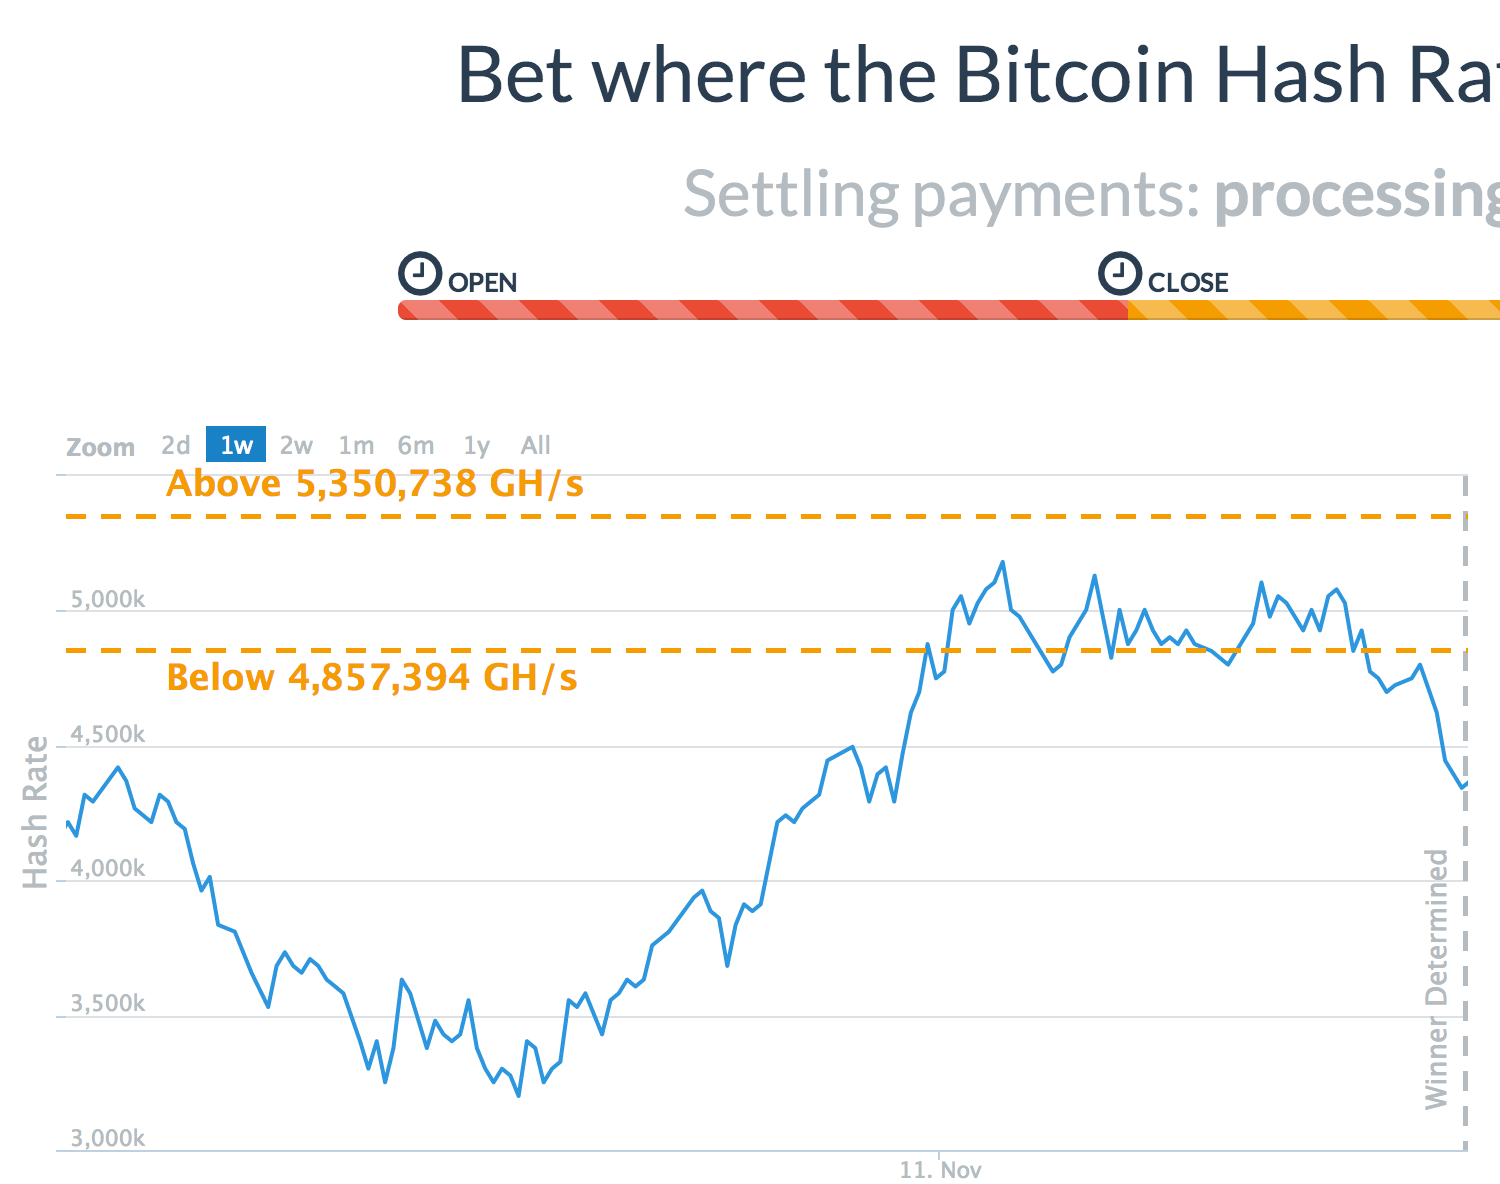 Bet where the Bitcoin Hash Ra
Settling payments: processing
OPEN
CLOSE
Zoom 2d 1w 2w 1m 6m 1y All
Above 5,350,738 GH/s
5,000k
Below 4,857,394 GH/s
4,500k
4,000k
3,500k
3,000k
Hash Rate
Winner Determined
11. Nov